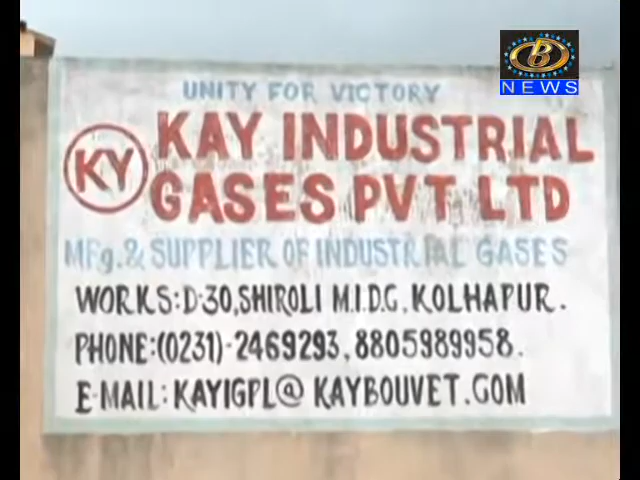 B
NEWS
UNITY FOR VICTORY
KY
KAY INDUSTRIAL
GASES PVT LTD
MFg. & SUPPLIER OF INDUSTRIAL GASES
WORKS: D-30, SHIROLI M.I.D.C. KOLHAPUR.
PHONE: (0231)-2469293, 8805989958.
E-MAIL: KAYIGPL@KAYBOUVET.COM